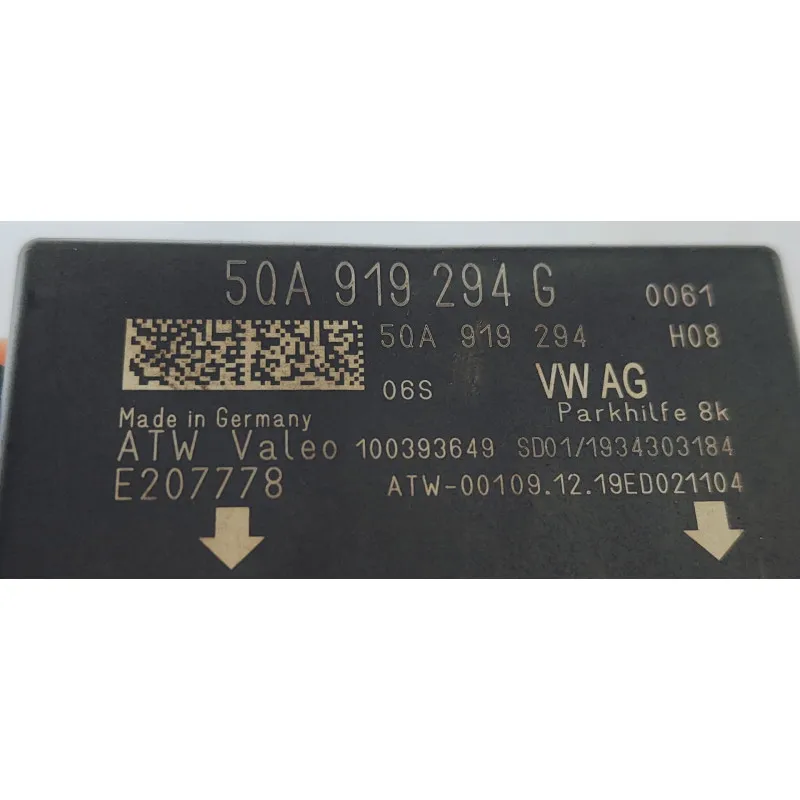 5QA 919 294 G 0061
5QA 919 294 H08
06S VW AG
Parkhilfe 8k
Made in Germany
ATW Valeo 100393649 SD01/1934303184
E207778 ATW-00109.12.19ED021104